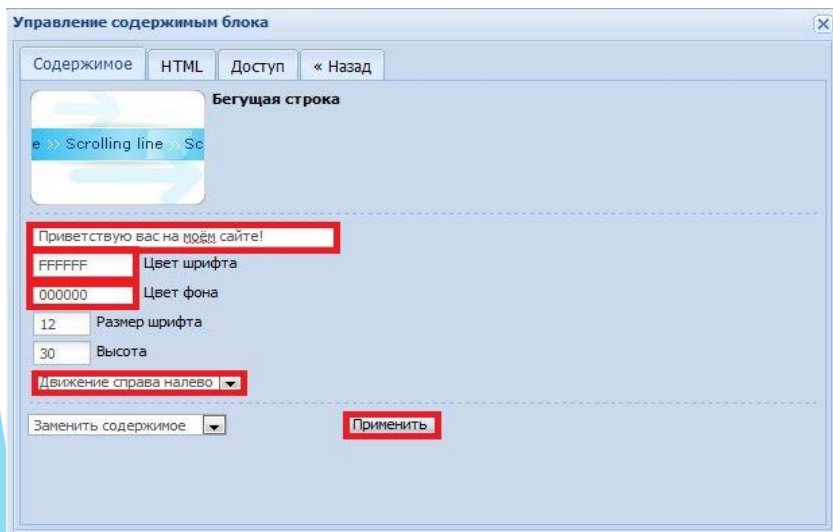 Управление содержимым блока
Содержимое HTML Доступ « Назад
Бегущая строка
e » Scrolling line » Sc
Приветствую вас на моём сайте!
FFFFFF Цвет шрифта
000000 Цвет фона
12 Размер шрифта
30 Высота
Движение справа налево
Заменить содержимое Применить